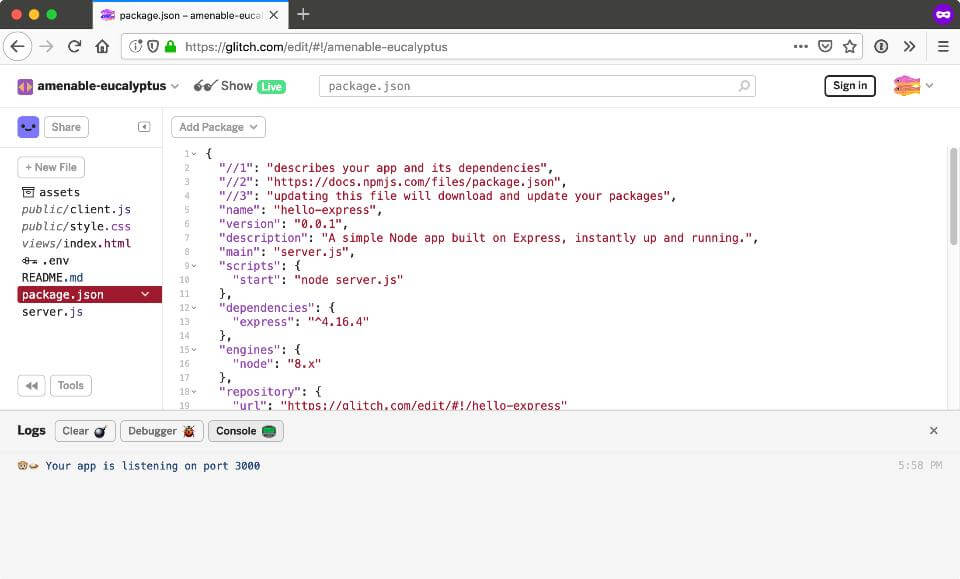 package.json – amenable-eucal
https://glitch.com/edit/#!/amenable-eucalyptus
amenable-eucalyptus
Show Live
package.json
Sign in
Share
Add Package
+ New File
assets
public/client.js
public/style.css
views/index.html
.env
README.md
package.json
server.js
Tools
1 {
2 "//1": "describes your app and its dependencies",
3 "//2": "https://docs.npmjs.com/files/package.json",
4 "//3": "updating this file will download and update your packages",
5 "name": "hello-express",
6 "version": "0.0.1",
7 "description": "A simple Node app built on Express, instantly up and running.",
8 "main": "server.js",
9 "scripts": {
10 "start": "node server.js"
11 },
12 "dependencies": {
13 "express": "^4.16.4"
14 },
15 "engines": {
16 "node": "8.x"
17 },
18 "repository": {
19 "url": "https://glitch.com/edit/#!/hello-express"
Logs Clear Debugger Console
Your app is listening on port 3000 5:58 PM